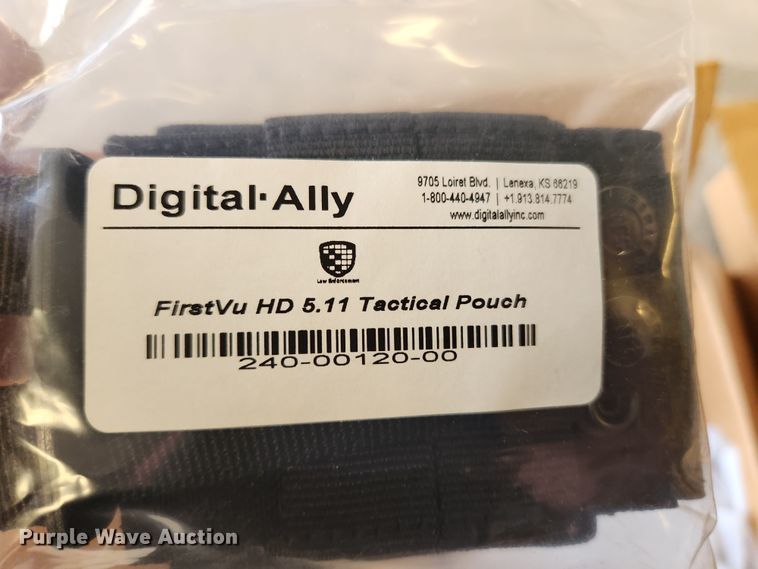 Digital·Ally
9705 Loiret Blvd. | Lenexa, KS 66219
1-800-440-4947 | +1.913.814.7774
www.digitalallyinc.com
Law Enforcement
FirstVu HD 5.11 Tactical Pouch
240-00120-00
Purple Wave Auction